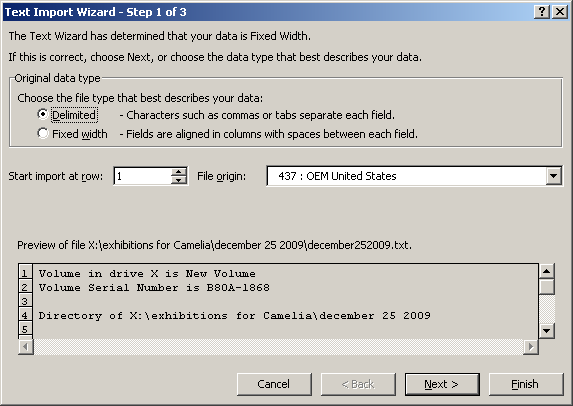 Text Import Wizard - Step 1 of 3
The Text Wizard has determined that your data is Fixed Width.
If this is correct, choose Next, or choose the data type that best describes your data.
Original data type
Choose the file type that best describes your data:
Delimited - Characters such as commas or tabs separate each field.
Fixed width - Fields are aligned in columns with spaces between each field.
Start import at row: 1 File origin: 437 : OEM United States
Preview of file X:\exhibitions for Camelia\december 25 2009\december252009.txt.
1 Volume in drive X is New Volume
2 Volume Serial Number is B80A-1868
3
4 Directory of X:\exhibitions for Camelia\december 25 2009
5
Cancel < Back Next > Finish